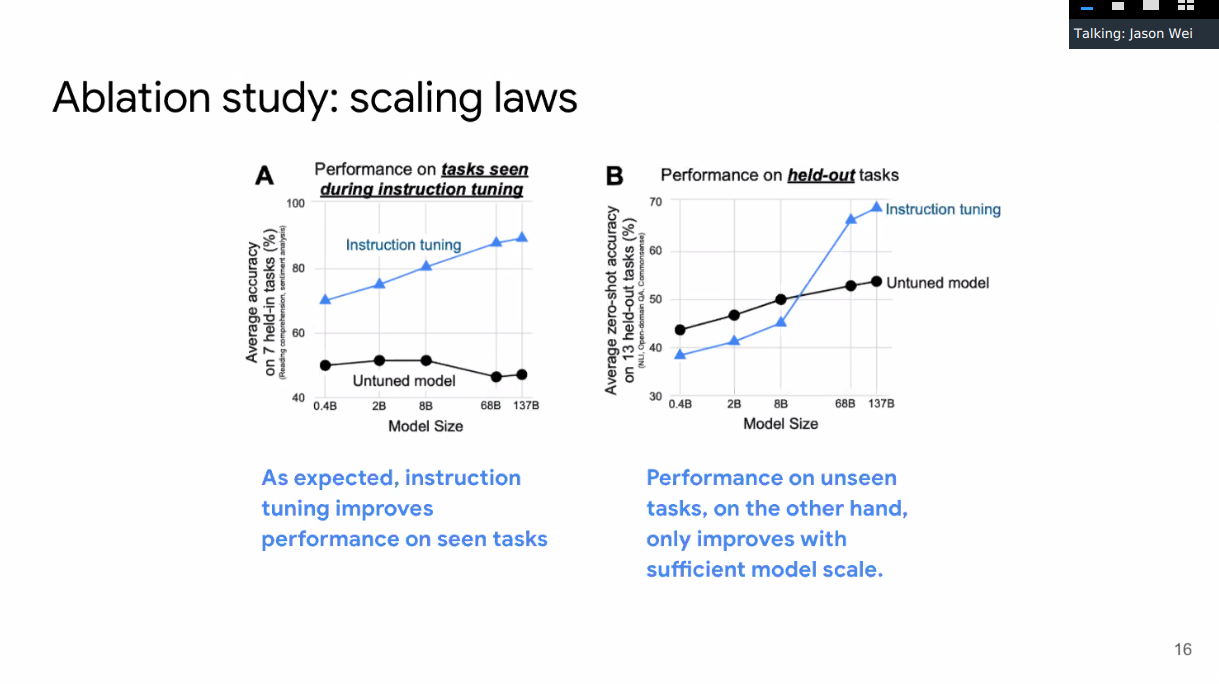 Talking: Jason Wei
Ablation study: scaling laws
A
Performance on tasks seen
during instruction tuning
100
80
60
40
Average accuracy
on 7 held-in tasks (%)
(Reading comprehension, sentiment analysis)
Instruction tuning
Untuned model
0.4B 2B 8B 68B 137B
Model Size
B
Performance on held-out tasks
70
60
50
40
30
Average zero-shot accuracy
on 13 held-out tasks (%)
(NLI, Open-domain QA, Commonsense)
Instruction tuning
Untuned model
0.4B 2B 8B 68B 137B
Model Size
As expected, instruction
tuning improves
performance on seen tasks
Performance on unseen
tasks, on the other hand,
only improves with
sufficient model scale.
16